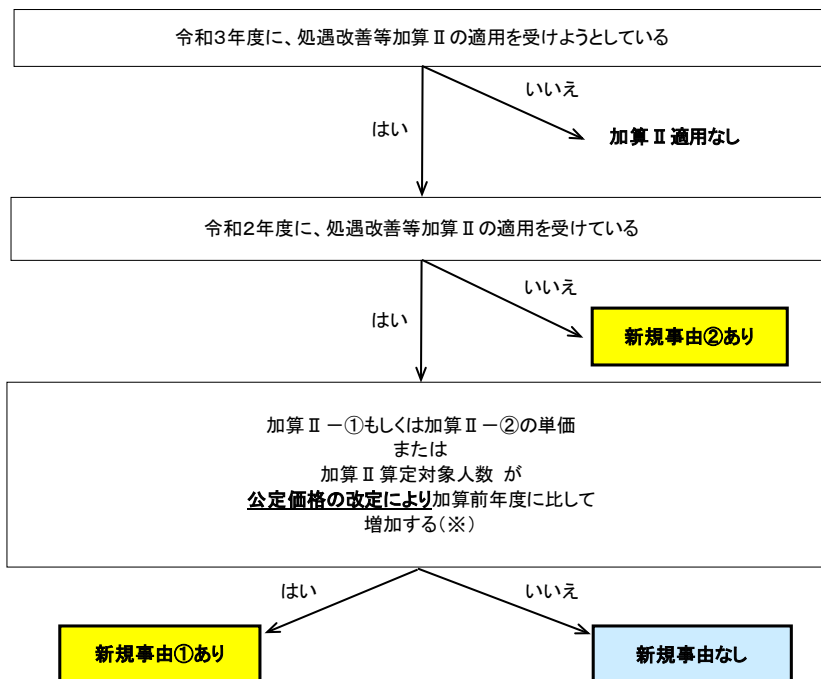 令和3年度に、処遇改善等加算Ⅱの適用を受けようとしている
いいえ
はい
加算Ⅱ適用なし
令和2年度に、処遇改善等加算Ⅱの適用を受けている
いいえ
はい
新規事由②あり
加算Ⅱ－①もしくは加算Ⅱ－②の単価
または
加算Ⅱ算定対象人数 が
公定価格の改定により加算前年度に比して
増加する(※)
はい
いいえ
新規事由①あり
新規事由なし